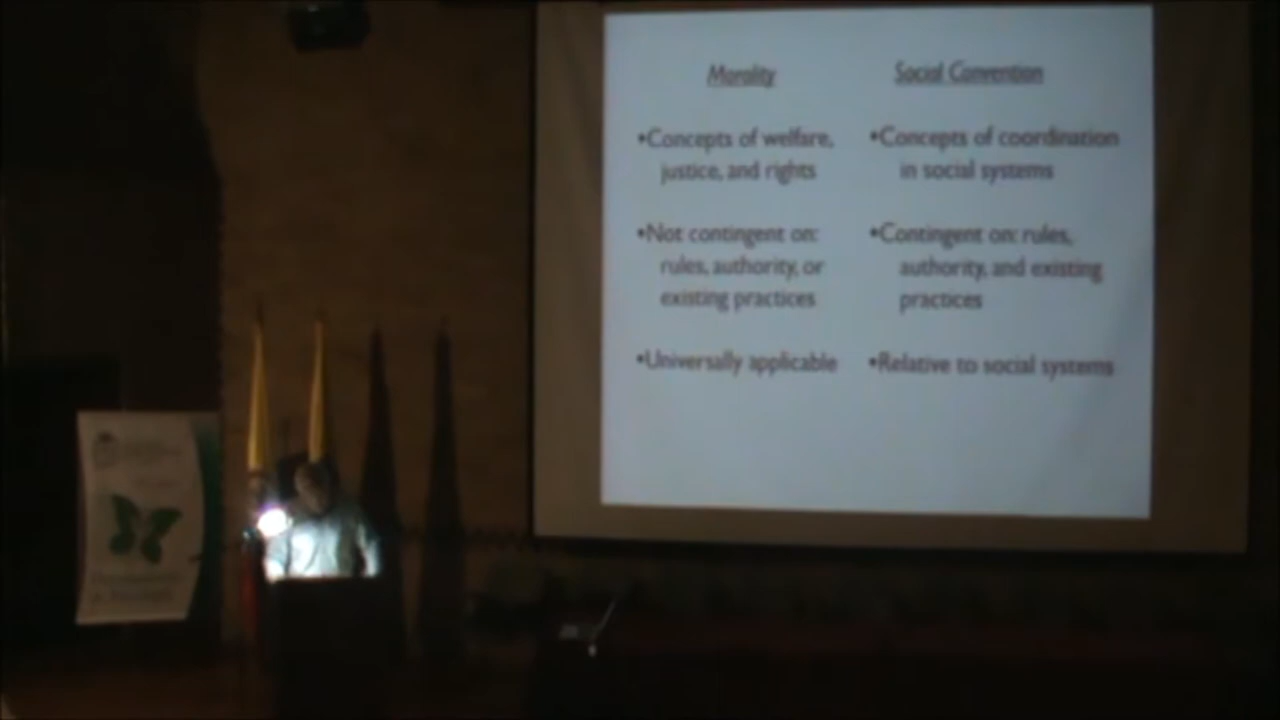 Morality
•Concepts of welfare,
justice, and rights
•Not contingent on:
rules, authority, or
existing practices
•Universally applicable
Social Convention
•Concepts of coordination
in social systems
•Contingent on: rules,
authority, and existing
practices
•Relative to social systems